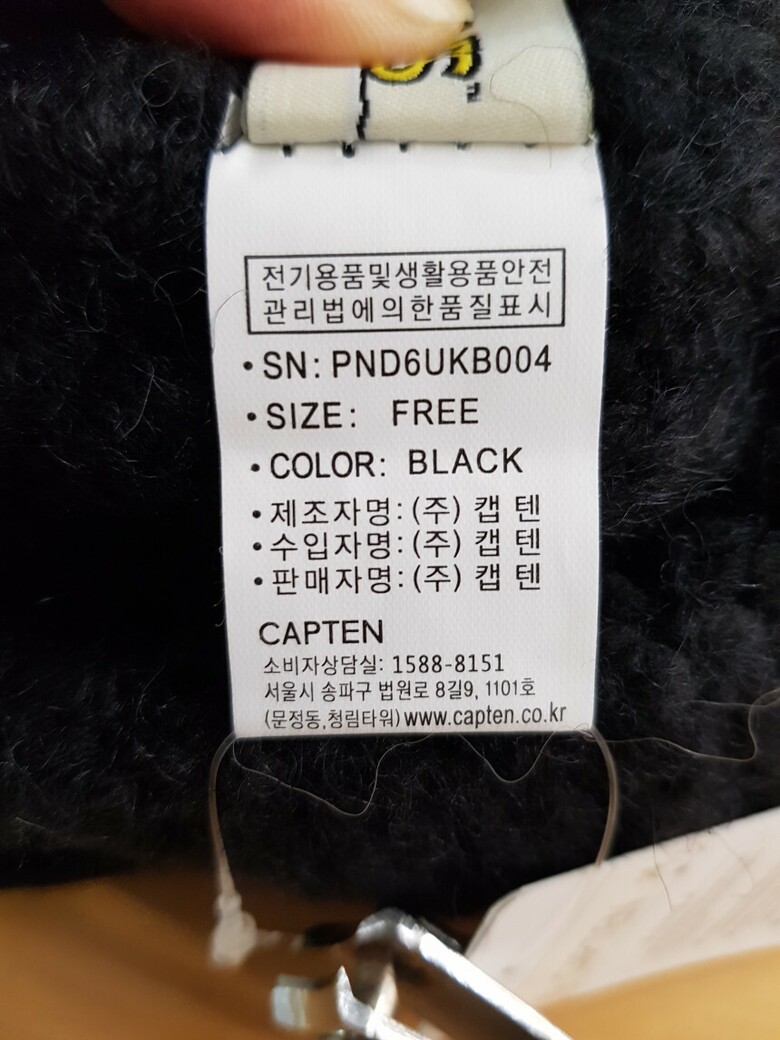 전기용품및생활용품안전
관리법에의한품질표시
•SN: PND6UKB004
•SIZE: FREE
•COLOR: BLACK
•제조자명: (주) 캡 텐
•수입자명: (주) 캡 텐
•판매자명: (주) 캡 텐
CAPTEN
소비자상담실: 1588-8151
서울시 송파구 법원로 8길9, 1101호
(문정동,청림타워) www.capten.co.kr